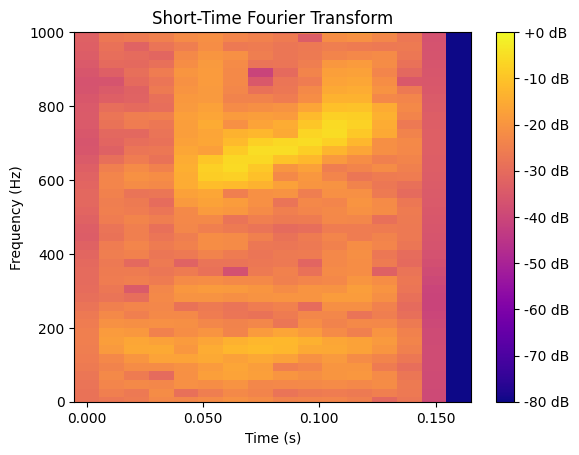 Short-Time Fourier Transform
1000
800
600
400
200
0
Frequency (Hz)
0.000
0.050
0.100
0.150
Time (s)
+0 dB
-10 dB
-20 dB
-30 dB
-40 dB
-50 dB
-60 dB
-70 dB
-80 dB